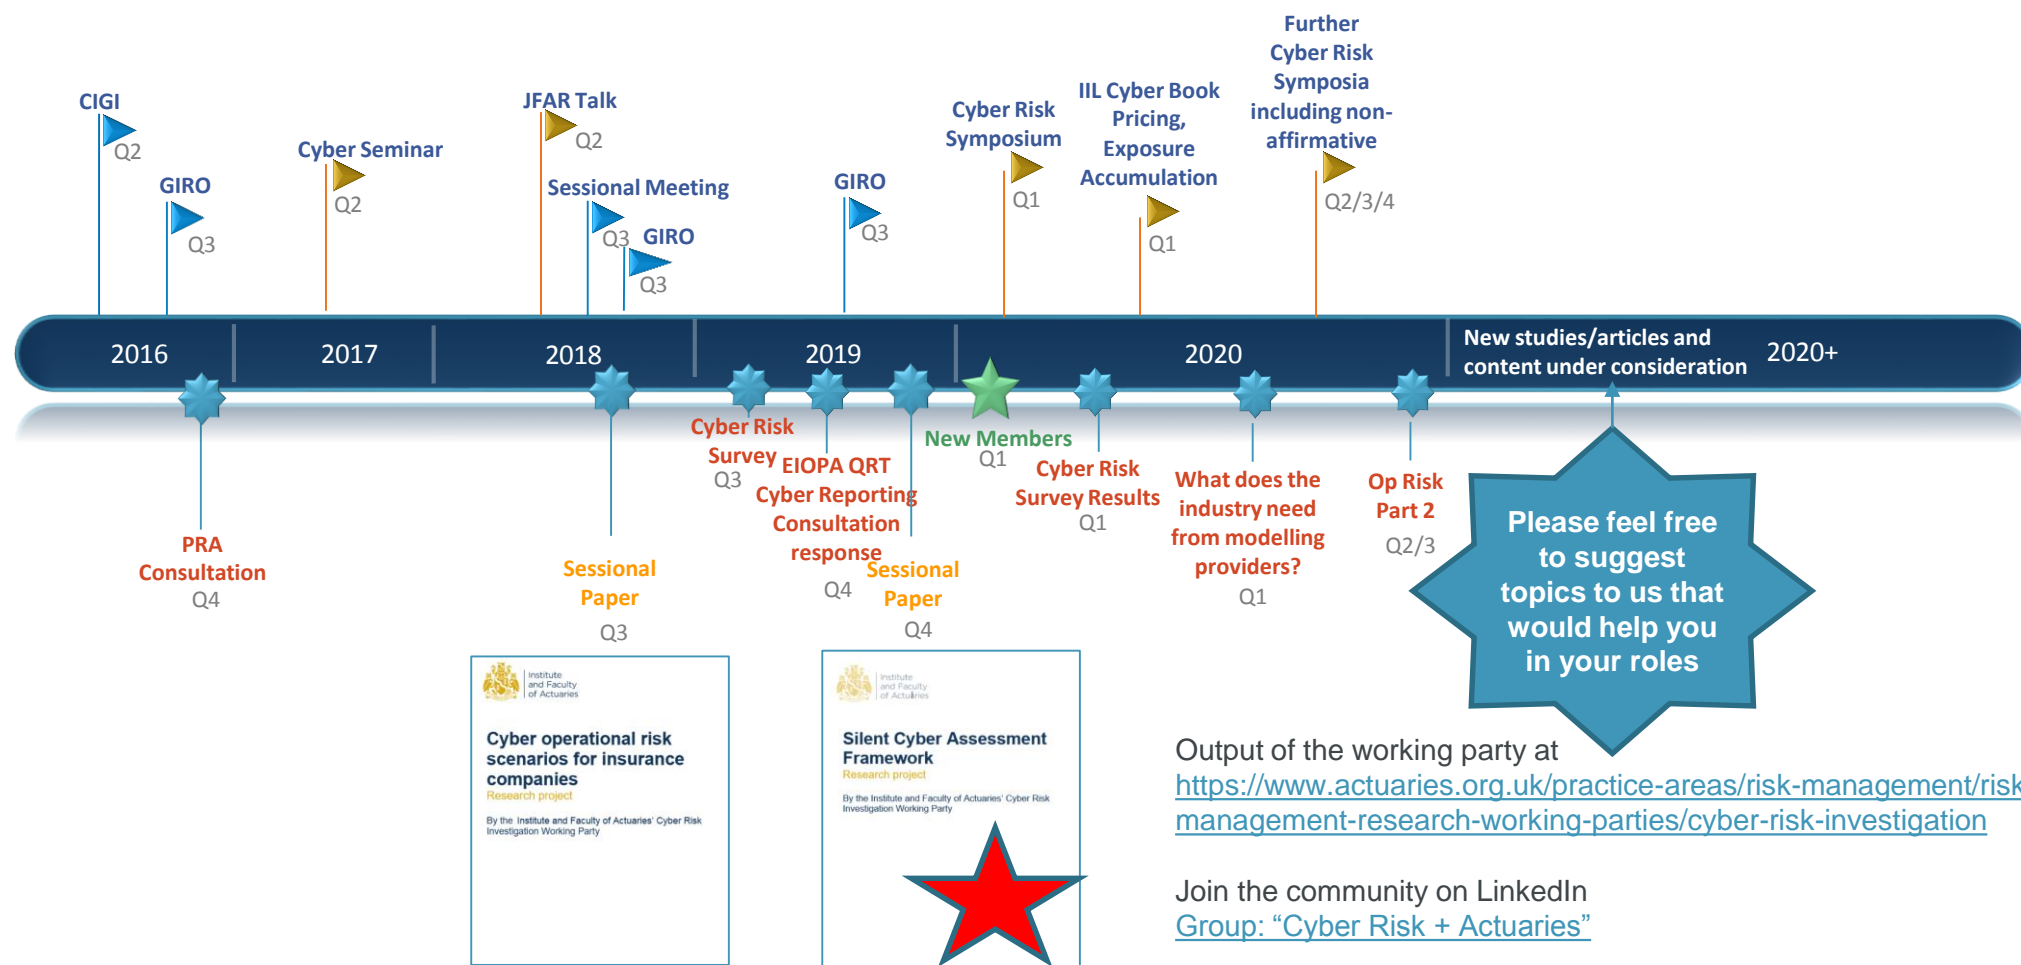 CIGI
Q2
GIRO
Q3
Cyber Seminar
Q2
JFAR Talk
Q2
Sessional Meeting
Q3
GIRO
Q3
GIRO
Q3
Cyber Risk
Symposium
Q1
IIL Cyber Book
Pricing,
Exposure
Accumulation
Q1
Further
Cyber Risk
Symposia
including non-
affirmative
Q2/3/4
2016
2017
2018
2019
2020
New studies/articles and
content under consideration
2020+
PRA
Consultation
Q4
Sessional
Paper
Q3
Cyber Risk
Survey
Q3
EIOPA QRT
Cyber Reporting
Consultation
response
Q4
Sessional
Paper
Q4
New Members
Q1
Cyber Risk
Survey Results
Q1
What does the
industry need
from modelling
providers?
Q1
Op Risk
Part 2
Q2/3
Please feel free
to suggest
topics to us that
would help you
in your roles
Institute
and Faculty
of Actuaries
Cyber operational risk
scenarios for insurance
companies
Research project
By the Institute and Faculty of Actuaries' Cyber Risk
Investigation Working Party
Institute
and Faculty
of Actuaries
Silent Cyber Assessment
Framework
Research project
By the Institute and Faculty of Actuaries' Cyber Risk
Investigation Working Party
Output of the working party at
https://www.actuaries.org.uk/practice-areas/risk-management/risk
management-research-working-parties/cyber-risk-investigation
Join the community on LinkedIn
Group: “Cyber Risk + Actuaries”